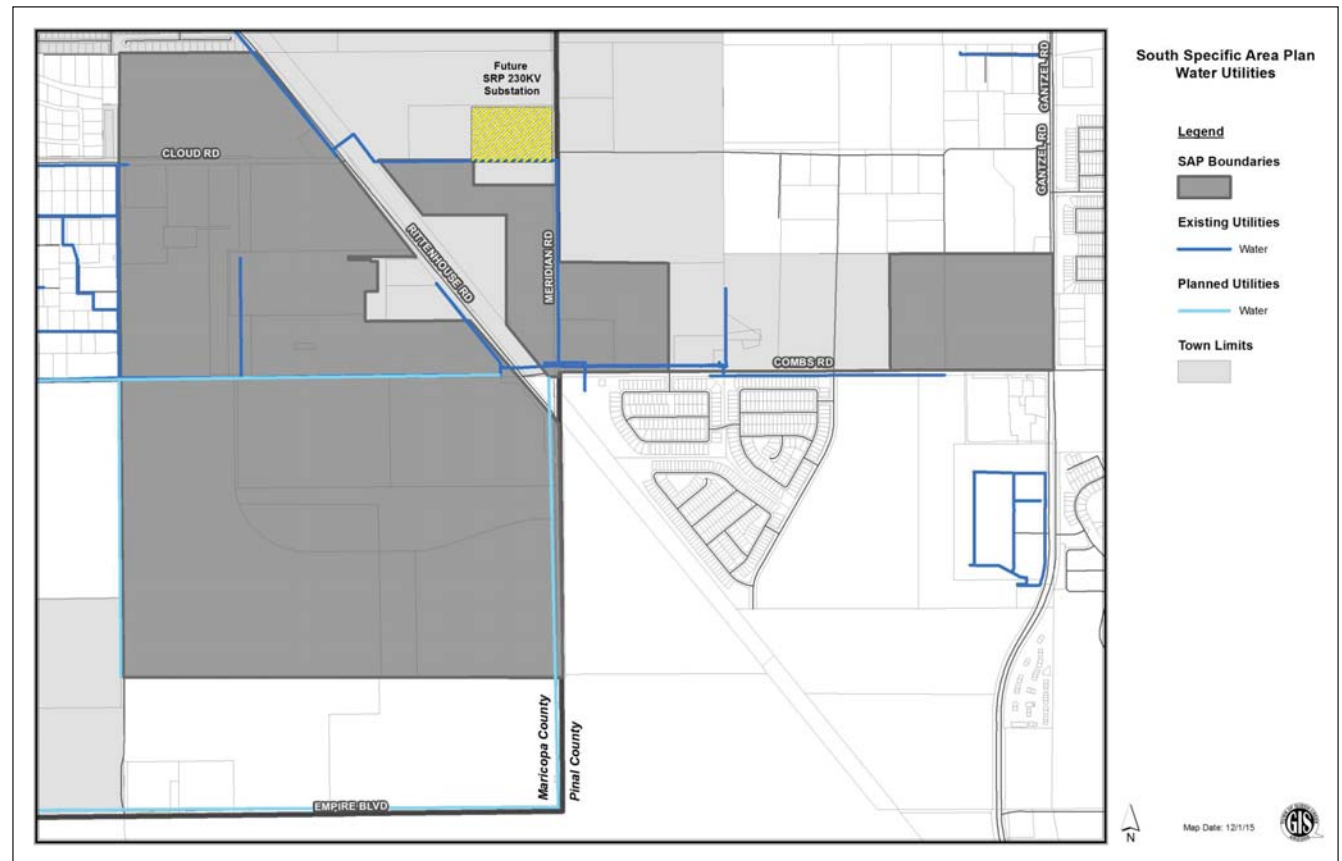 South Specific Area Plan
Water Utilities
Legend
SAP Boundaries
Existing Utilities
Water
Planned Utilities
Water
Town Limits
Future
SRP 230KV
Substation
CLOUD RD
RITTENHOUSE RD
MERIDIAN RD
GANTZEL RD
GANTZEL RD
COMBS RD
Maricopa County
Pinal County
EMPIRE BLVD
N
Map Date: 12/1/15
GIS